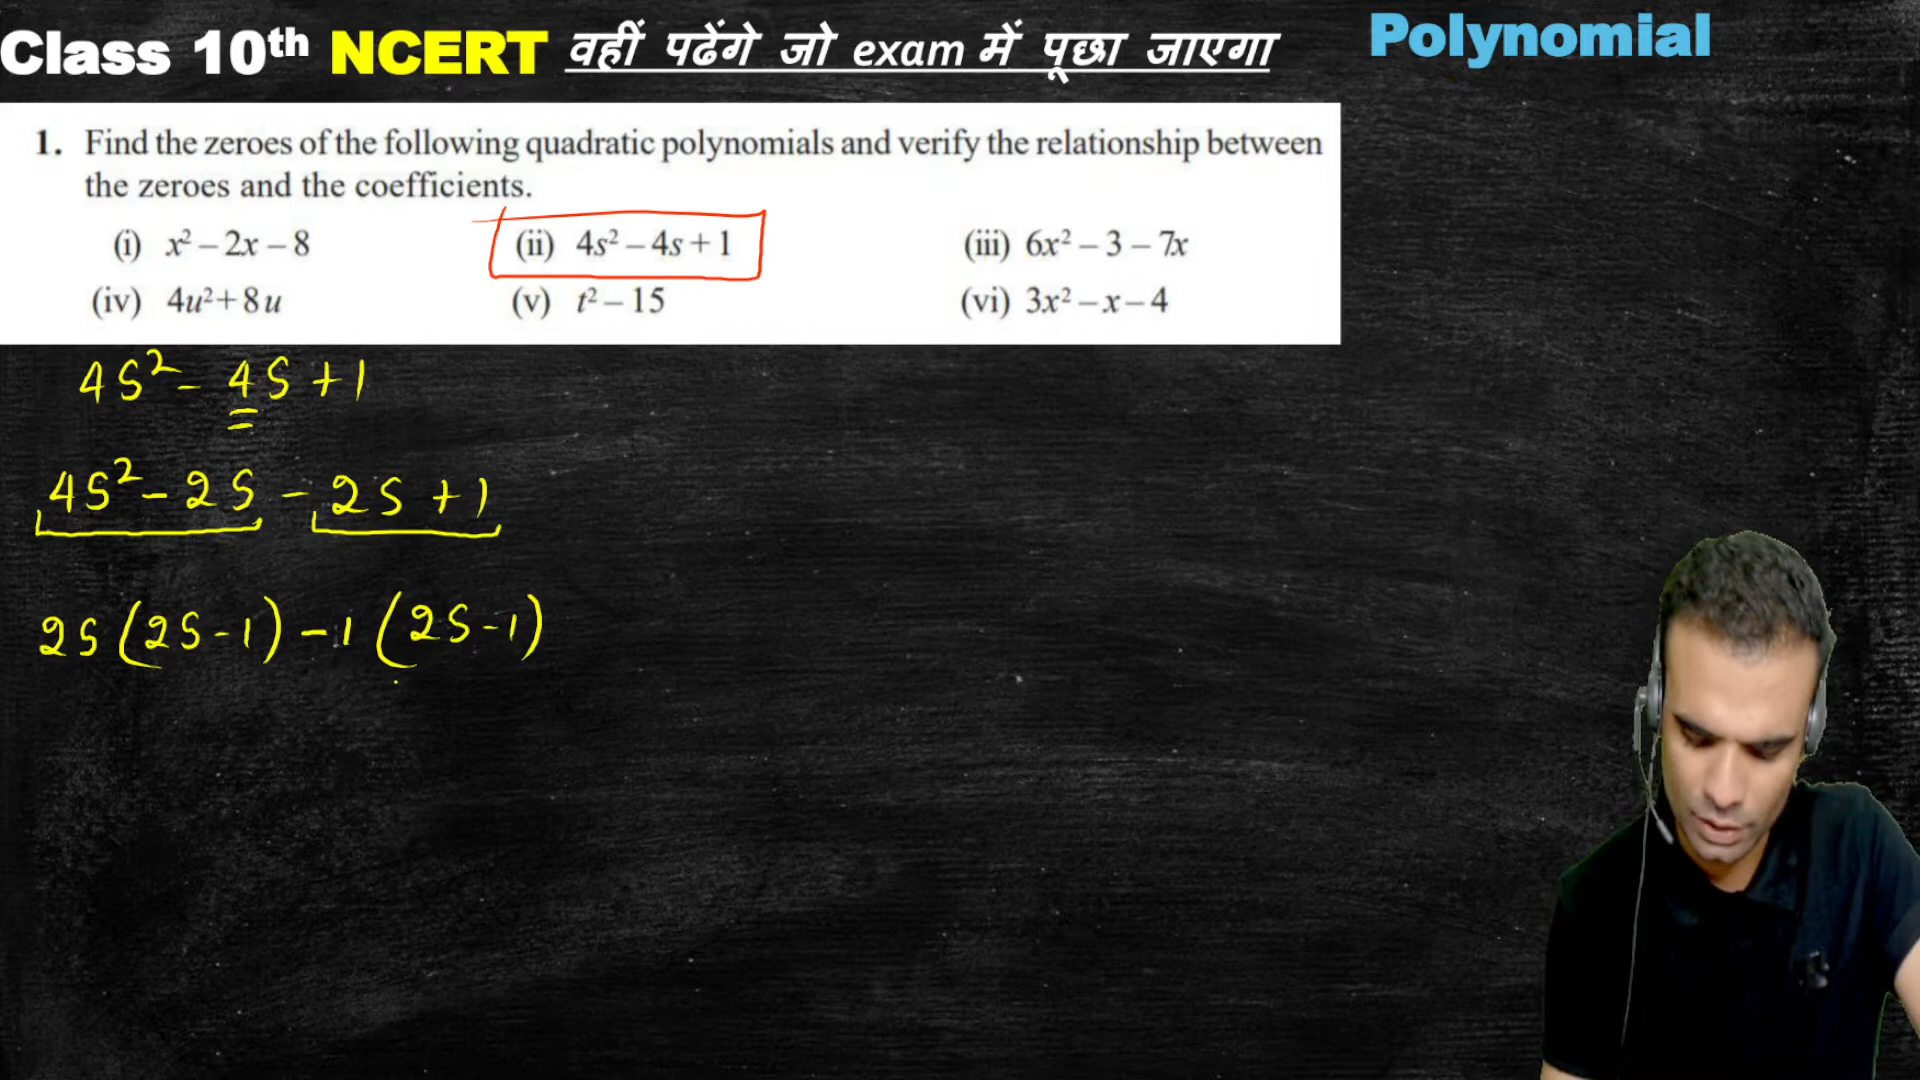 Class 10th NCERT वहीं पढेंगे जो exam में पूछा जाएगा Polynomial
1. Find the zeroes of the following quadratic polynomials and verify the relationship between
the zeroes and the coefficients.
(i) x² – 2x – 8 (ii) 4s² – 4s + 1 (iii) 6x² – 3 – 7x
(iv) 4u² + 8u (v) t² – 15 (vi) 3x² – x – 4
4S² - 4S + 1
4S² - 2S - 2S + 1
2S (2S - 1) - 1 (2S - 1)